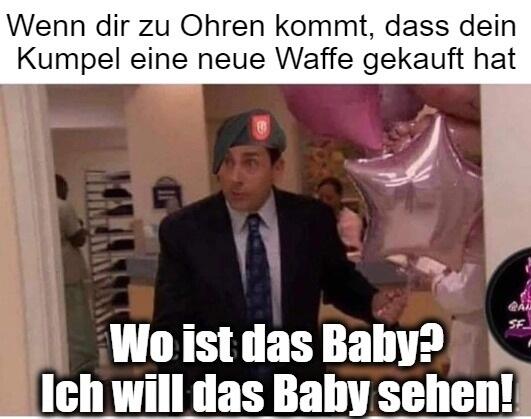 Wenn dir zu Ohren kommt, dass dein
Kumpel eine neue Waffe gekauft hat
Wo ist das Baby?
Ich will das Baby sehen!